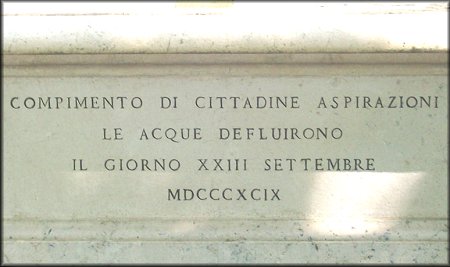 COMPIMENTO DI CITTADINE ASPIRAZIONI
LE ACQUE DEFLUIRONO
IL GIORNO XXIII SETTEMBRE
MDCCCXCIX